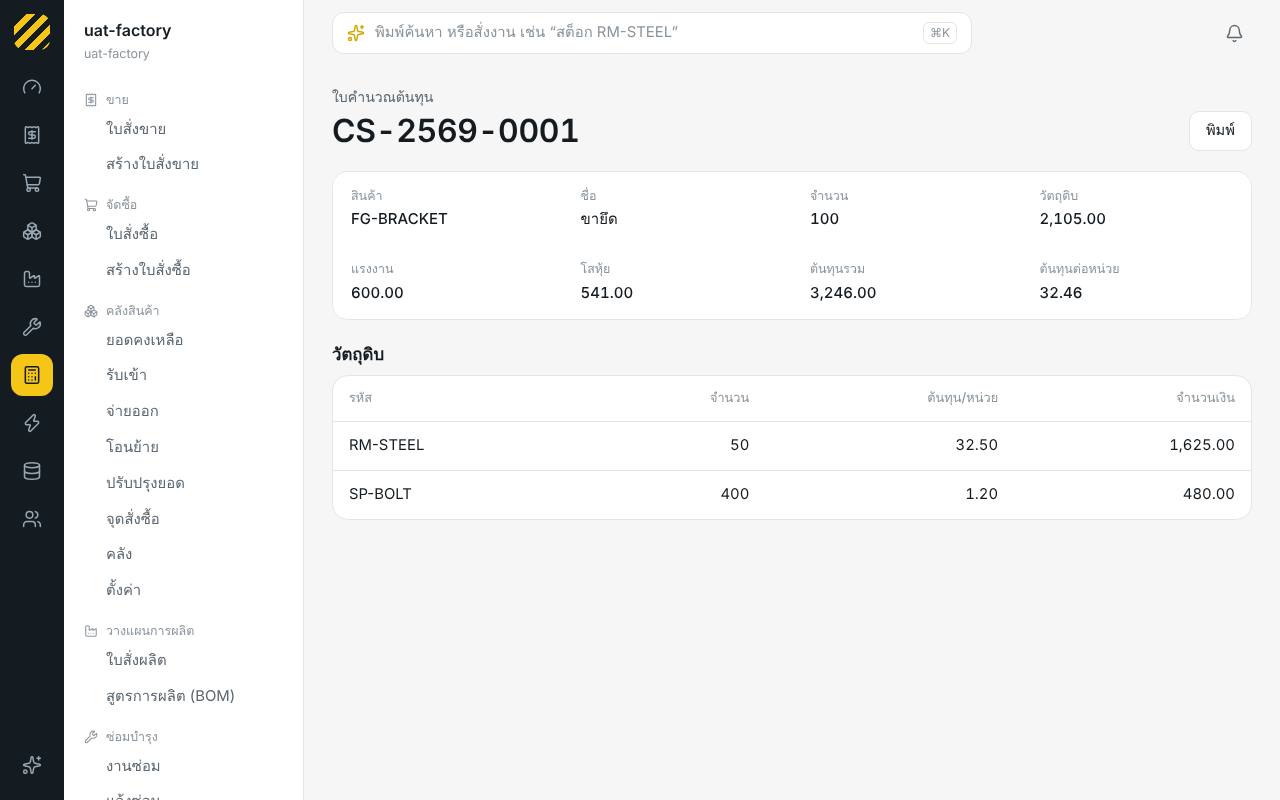 uat-factory
uat-factory
ขาย
ใบสั่งขาย
สร้างใบสั่งขาย
จัดซื้อ
ใบสั่งซื้อ
สร้างใบสั่งซื้อ
คลังสินค้า
ยอดคงเหลือ
รับเข้า
จ่ายออก
โอนย้าย
ปรับปรุงยอด
จุดสั่งซื้อ
คลัง
ตั้งค่า
วางแผนการผลิต
ใบสั่งผลิต
สูตรการผลิต (BOM)
ซ่อมบำรุง
งานซ่อม
พิมพ์ค้นหา หรือสั่งงาน เช่น “สต็อก RM-STEEL” ⌘K
ใบคำนวณต้นทุน
CS-2569-0001
พิมพ์
สินค้า ชื่อ จำนวน วัตถุดิบ
FG-BRACKET ขายึด 100 2,105.00
แรงงาน โสหุ้ย ต้นทุนรวม ต้นทุนต่อหน่วย
600.00 541.00 3,246.00 32.46
วัตถุดิบ
รหัส จำนวน ต้นทุน/หน่วย จำนวนเงิน
RM-STEEL 50 32.50 1,625.00
SP-BOLT 400 1.20 480.00